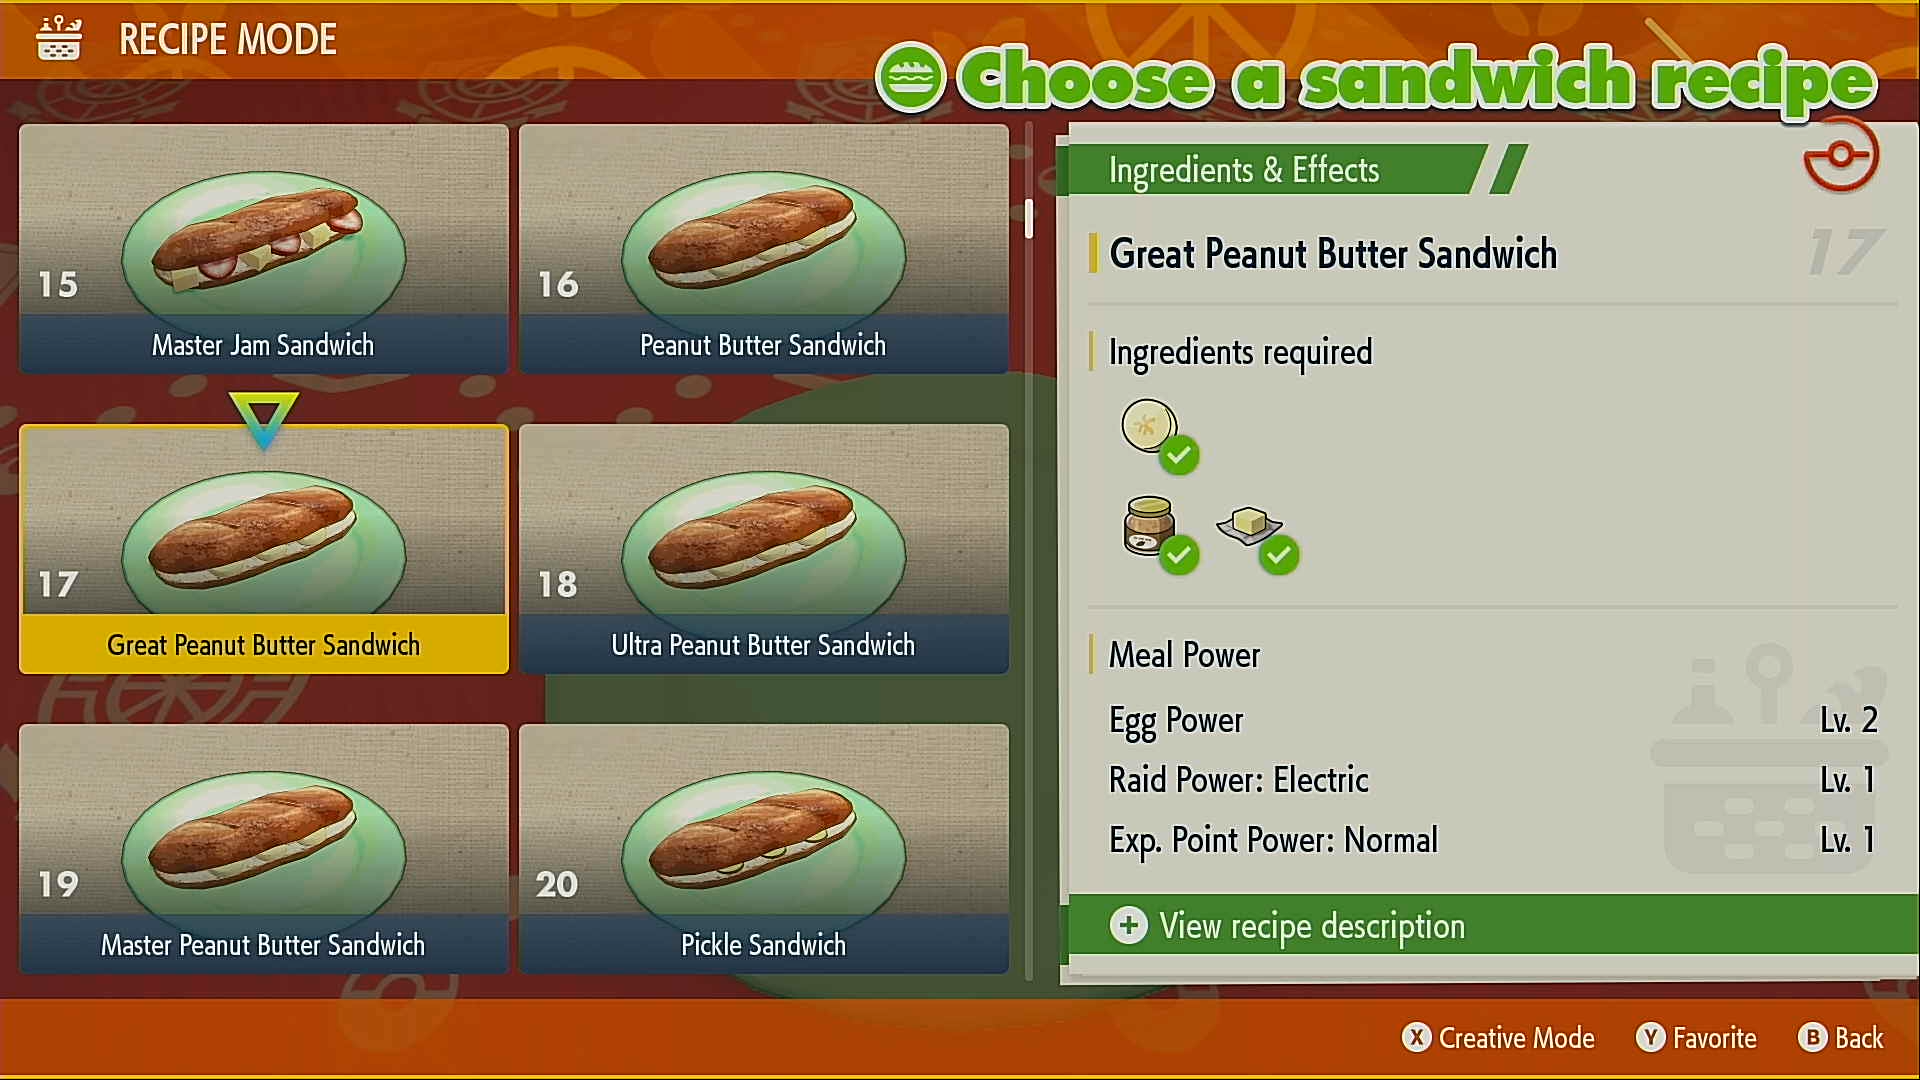 RECIPE MODE
Choose a sandwich recipe
15
Master Jam Sandwich
16
Peanut Butter Sandwich
17
Great Peanut Butter Sandwich
18
Ultra Peanut Butter Sandwich
19
Master Peanut Butter Sandwich
20
Pickle Sandwich
Ingredients & Effects
Great Peanut Butter Sandwich 17
Ingredients required
Meal Power
Egg Power Lv. 2
Raid Power: Electric Lv. 1
Exp. Point Power: Normal Lv. 1
+ View recipe description
X Creative Mode Y Favorite B Back